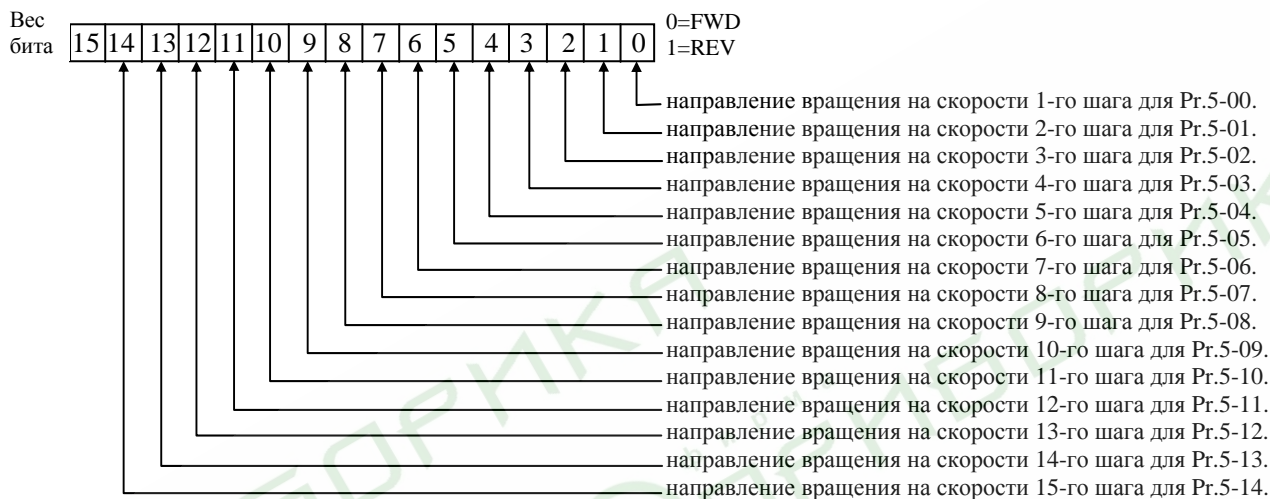 Вес
бита
15 14 13 12 11 10 9 8 7 6 5 4 3 2 1 0
0=FWD
1=REV
направление вращения на скорости 1-го шага для Pr.5-00.
направление вращения на скорости 2-го шага для Pr.5-01.
направление вращения на скорости 3-го шага для Pr.5-02.
направление вращения на скорости 4-го шага для Pr.5-03.
направление вращения на скорости 5-го шага для Pr.5-04.
направление вращения на скорости 6-го шага для Pr.5-05.
направление вращения на скорости 7-го шага для Pr.5-06.
направление вращения на скорости 8-го шага для Pr.5-07.
направление вращения на скорости 9-го шага для Pr.5-08.
направление вращения на скорости 10-го шага для Pr.5-09.
направление вращения на скорости 11-го шага для Pr.5-10.
направление вращения на скорости 12-го шага для Pr.5-11.
направление вращения на скорости 13-го шага для Pr.5-12.
направление вращения на скорости 14-го шага для Pr.5-13.
направление вращения на скорости 15-го шага для Pr.5-14.